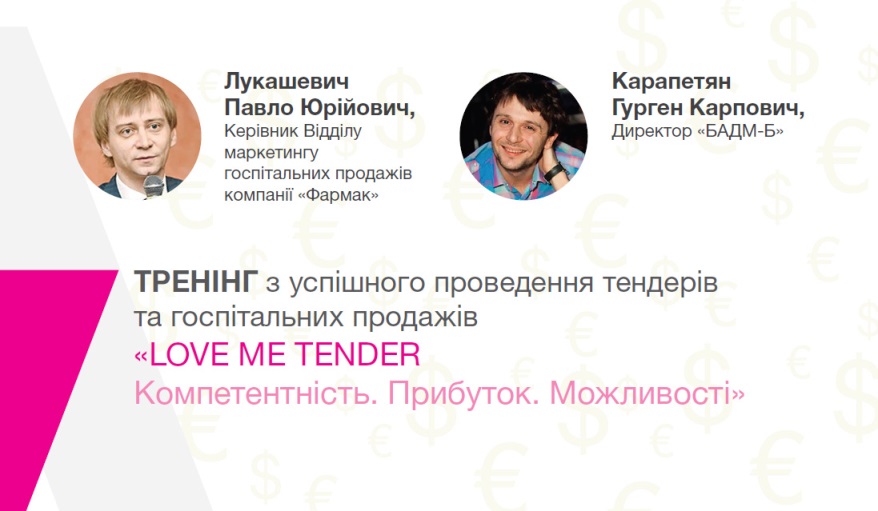 Лукашевич
Павло Юрійович,
Керівник Відділу
маркетингу
госпітальних продажів
компанії «Фармак»
Карапетян
Гурген Карпович,
Директор «БАДМ-Б»
ТРЕНІНГ з успішного проведення тендерів
та госпітальних продажів
«LOVE ME TENDER
Компетентність. Прибуток. Можливості»